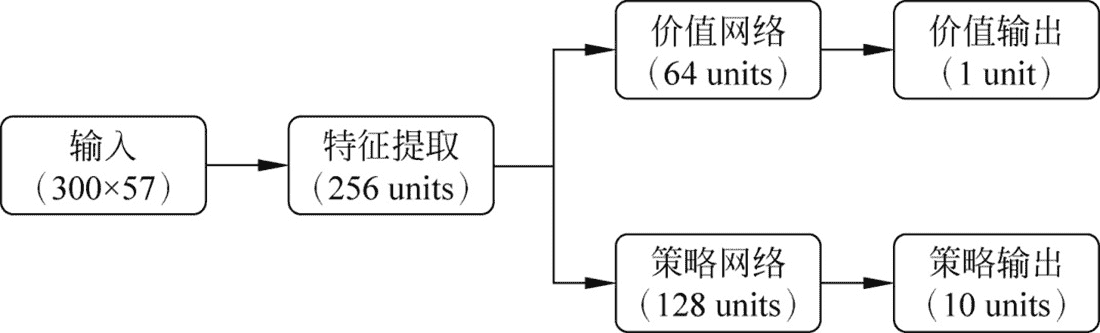 输入
（300×57）
特征提取
（256 units）
价值网络
（64 units）
价值输出
（1 unit）
策略网络
（128 units）
策略输出
（10 units）